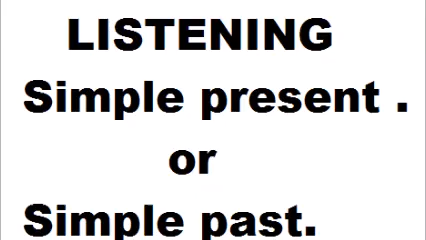 LISTENING
Simple present .
or
Simple past.